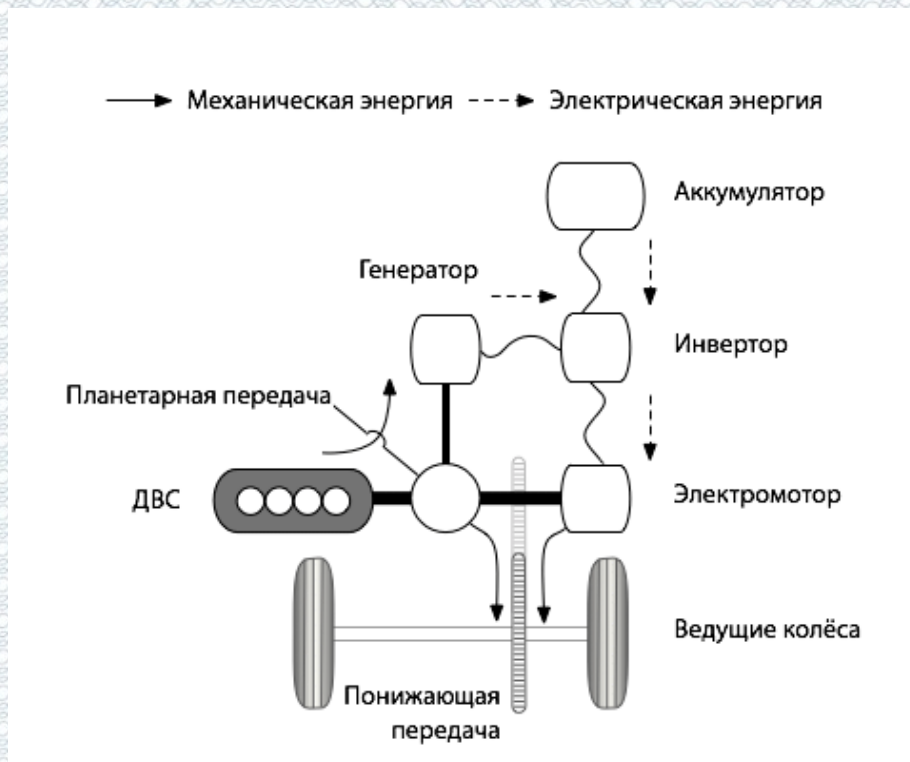 Механическая энергия
Электрическая энергия
Аккумулятор
Генератор
Инвертор
Планетарная передача
ДВС
Электромотор
Ведущие колёса
Понижающая
передача